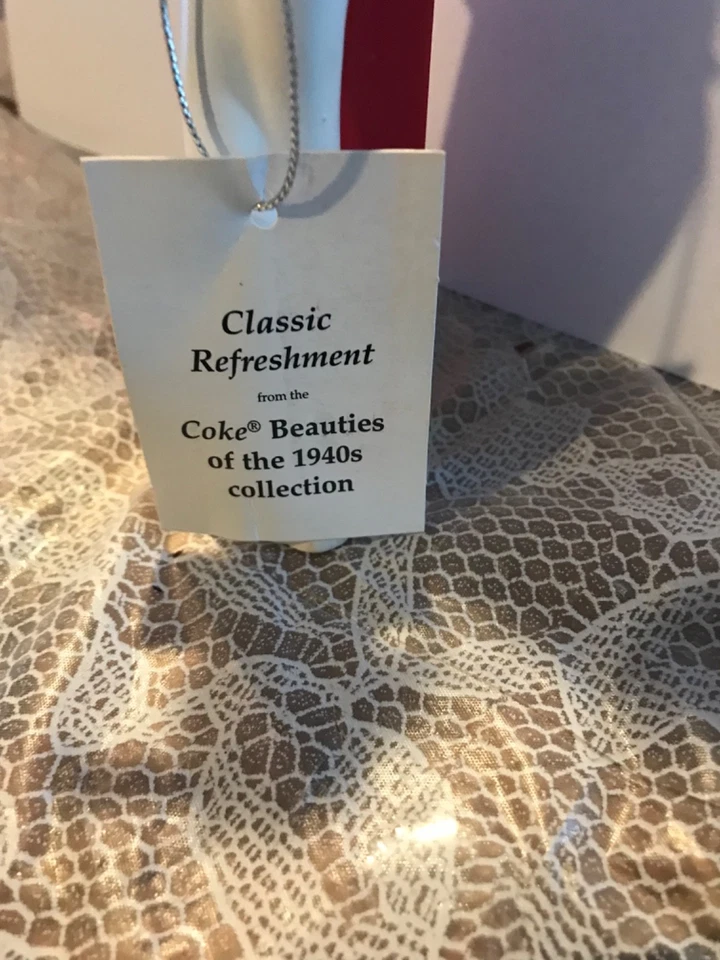 Classic
Refreshment
from the
Coke® Beauties
of the 1940s
collection